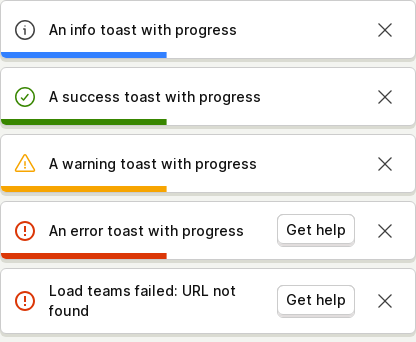 An info toast with progress
A success toast with progress
A warning toast with progress
An error toast with progress
Get help
Load teams failed: URL not
found
Get help